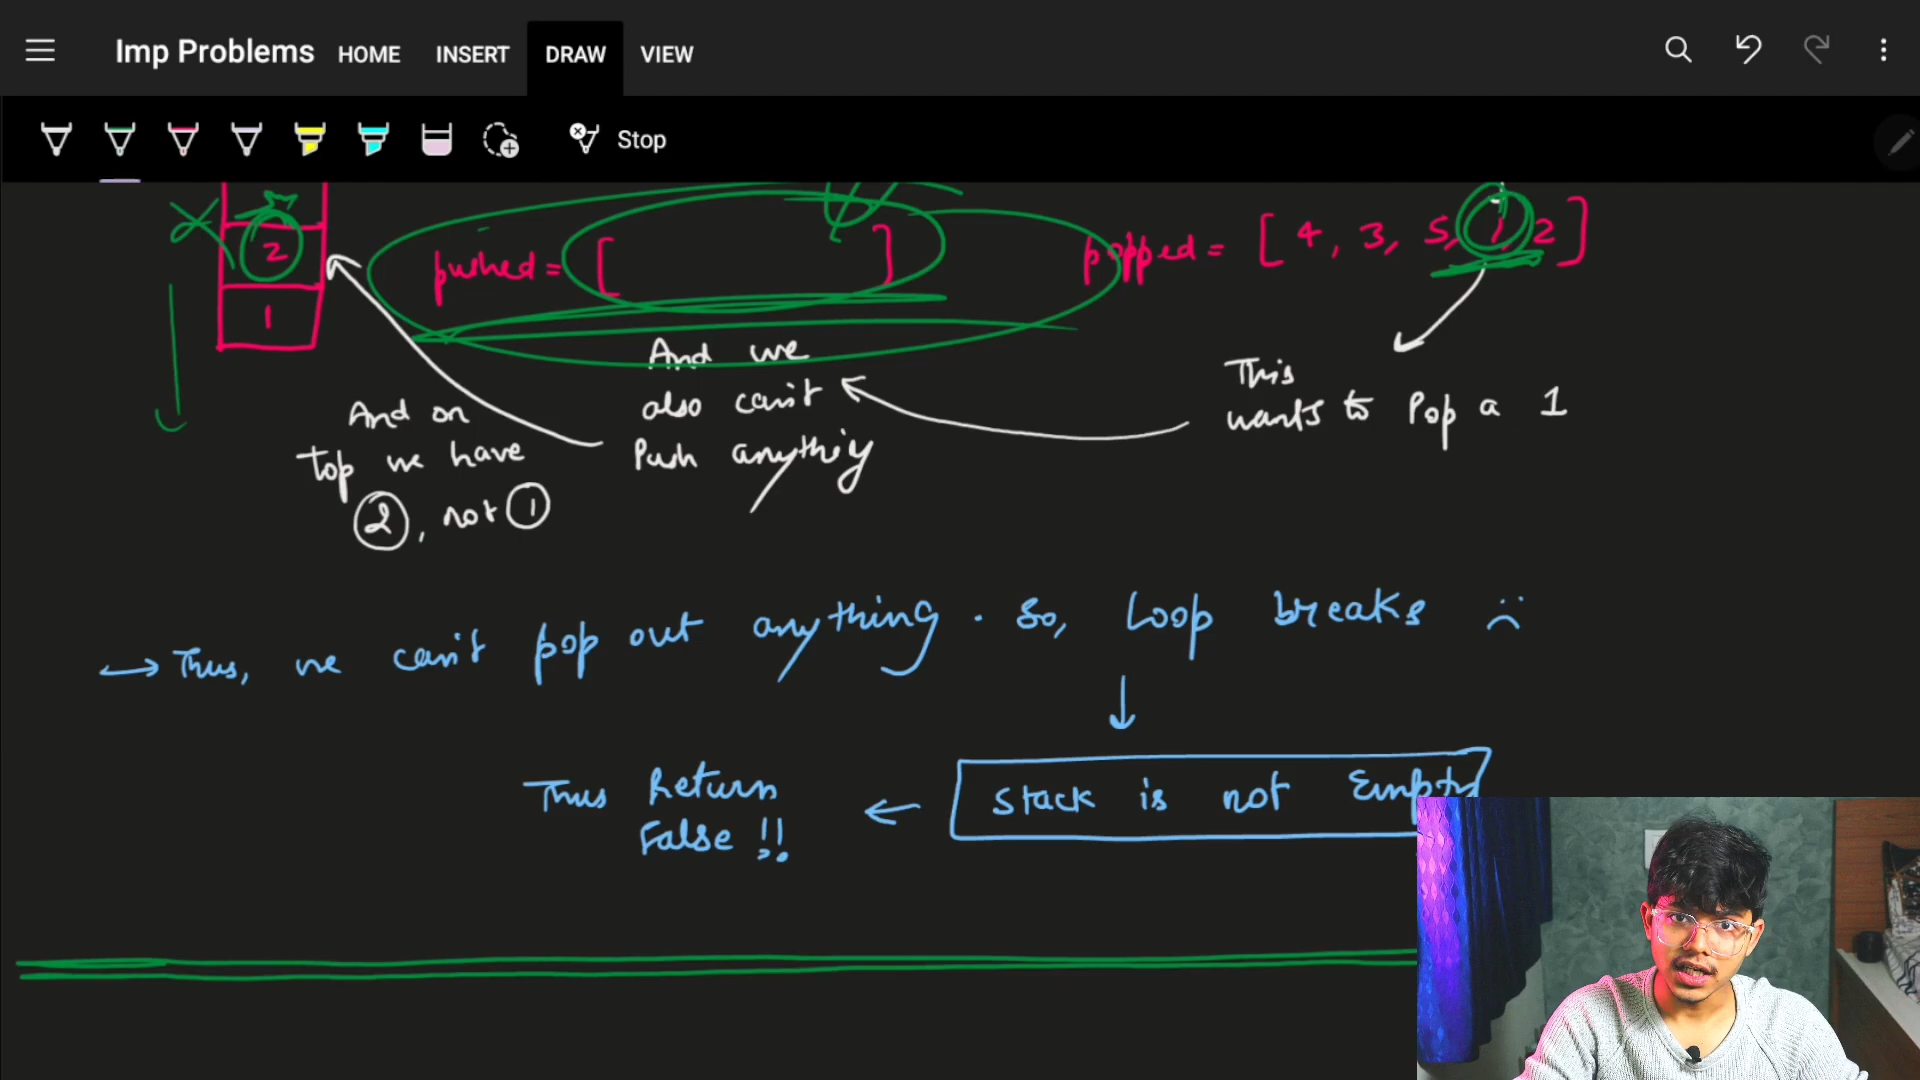 Imp Problems HOME INSERT DRAW VIEW
Stop
2
1
pushed = [ ]
popped = [ 4, 3, 5, 1, 2 ]
And we
also can't
Push anything
This
wants to Pop a 1
And on
top we have
2, not 1
→ Thus, we can't pop out anything. So, Loop breaks :(
↓
Stack is not Empty
←
Thus Return
False !!